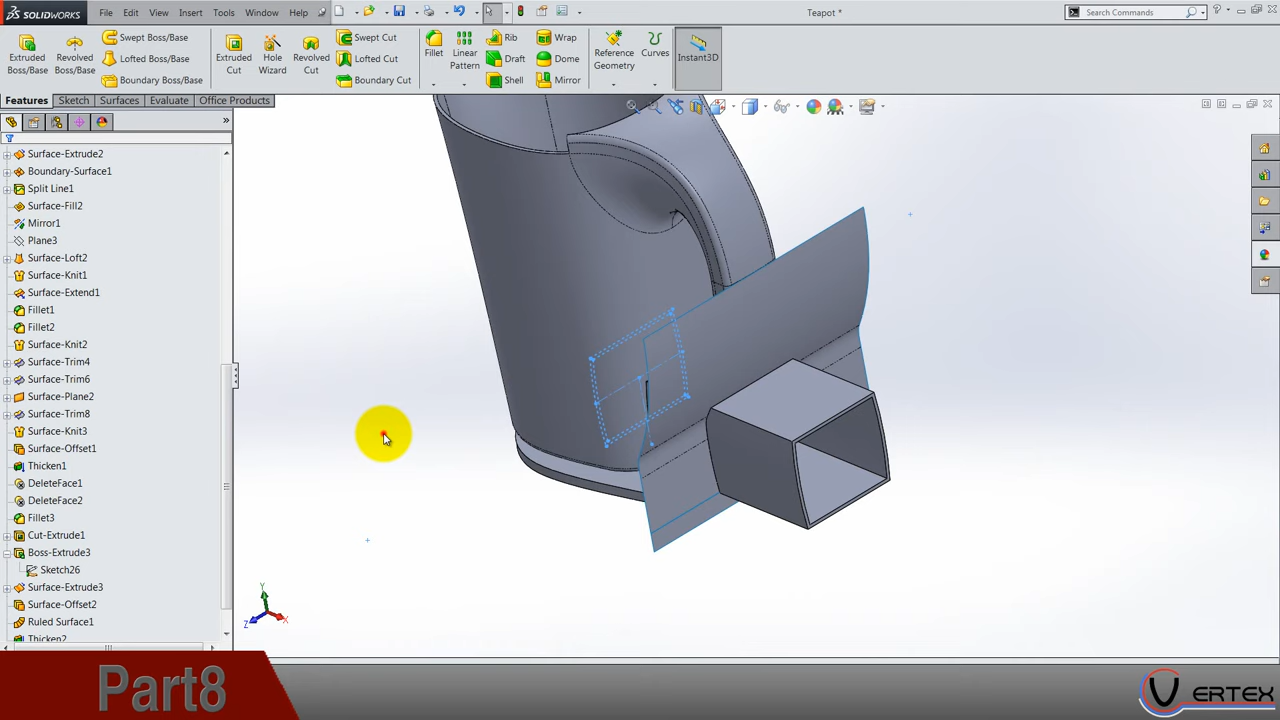 SOLIDWORKS File Edit View Insert Tools Window Help Teapot * Search Commands
Extruded Boss/Base
Revolved Boss/Base
Swept Boss/Base
Lofted Boss/Base
Boundary Boss/Base
Extruded Cut
Hole Wizard
Revolved Cut
Swept Cut
Lofted Cut
Boundary Cut
Fillet
Linear Pattern
Rib
Draft
Shell
Wrap
Dome
Mirror
Reference Geometry
Curves
Instant3D
Features Sketch Surfaces Evaluate Office Products
Surface-Extrude2
Boundary-Surface1
Split Line1
Surface-Fill2
Mirror1
Plane3
Surface-Loft2
Surface-Knit1
Surface-Extend1
Fillet1
Fillet2
Surface-Knit2
Surface-Trim4
Surface-Trim6
Surface-Plane2
Surface-Trim8
Surface-Knit3
Surface-Offset1
Thicken1
DeleteFace1
DeleteFace2
Fillet3
Cut-Extrude1
Boss-Extrude3
Sketch26
Surface-Extrude3
Surface-Offset2
Ruled Surface1
Thicken2
Y
Z
X
Part8
VERTEX